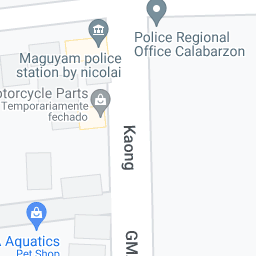 Maguyam police
station by nicolai
Police Regional
Office Calabarzon
otorcycle Parts
Temporariamente
fechado
Kaong
GM
Aquatics
Pet Shop